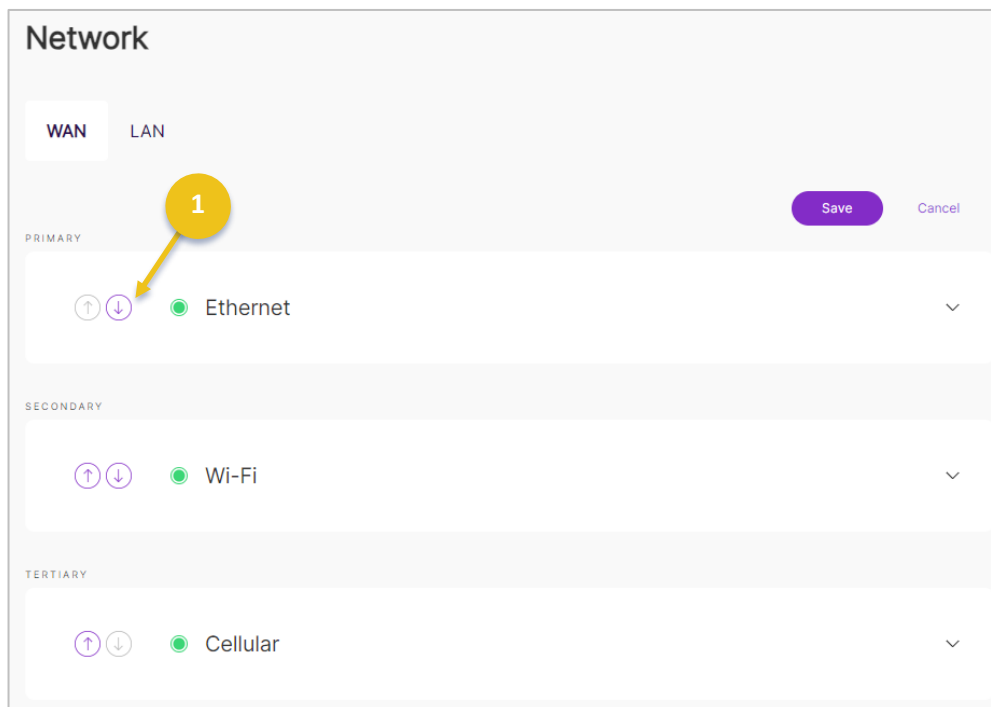 Network
WAN LAN
1
Save Cancel
PRIMARY
Ethernet
SECONDARY
Wi-Fi
TERTIARY
Cellular